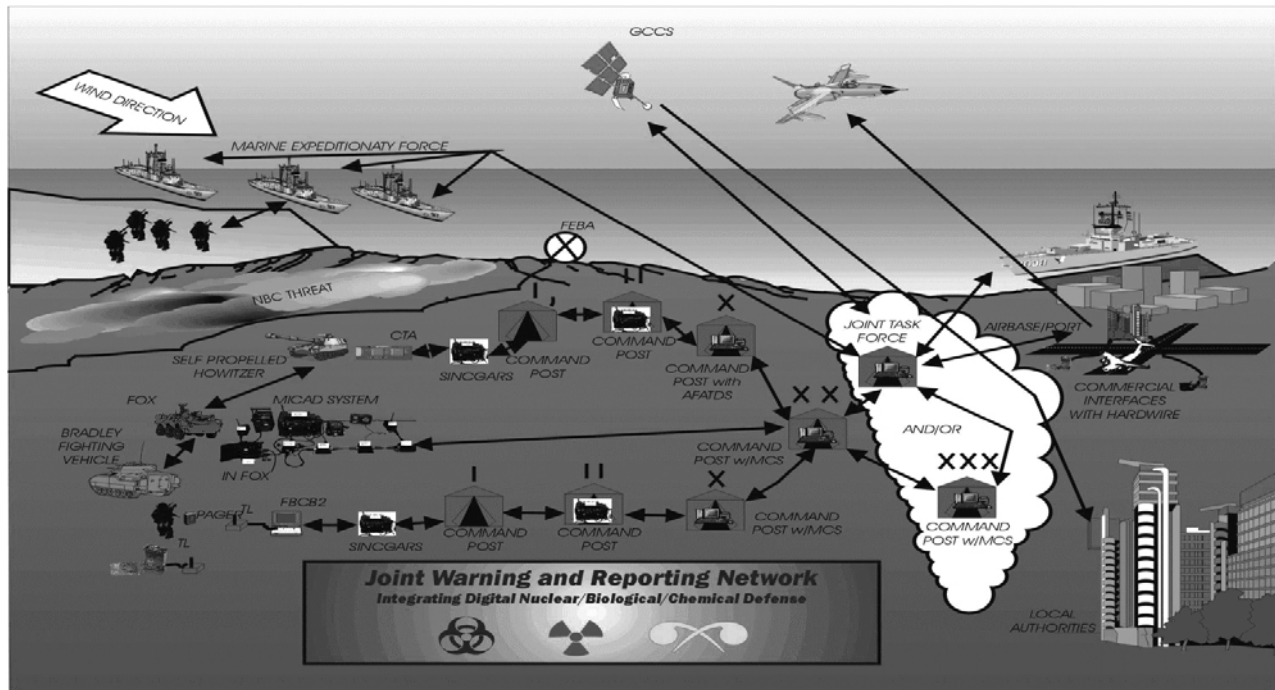 GCCS
WIND DIRECTION
MARINE EXPEDITIONATY FORCE
FEBA
NBC THREAT
I
II
X
JOINT TASK
FORCE
AIRBASE/PORT
CTA
SELF PROPELLED
HOWITZER
SINCGARS
COMMAND
POST
COMMAND
POST
COMMAND
POST with
AFATDS
COMMERCIAL
INTERFACES
WITH HARDWIRE
FOX
MICAD SYSTEM
X X
BRADLEY
FIGHTING
VEHICLE
IN FOX
COMMAND
POST w/MCS
AND/OR
XXX
I
II
X
PAGER
TL
FBCB2
TL
SINCGARS
COMMAND
POST
COMMAND
POST
COMMAND
POST w/MCS
COMMAND
POST w/MCS
Joint Warning and Reporting Network
Integrating Digital Nuclear/Biological/Chemical Defense
LOCAL
AUTHORITIES